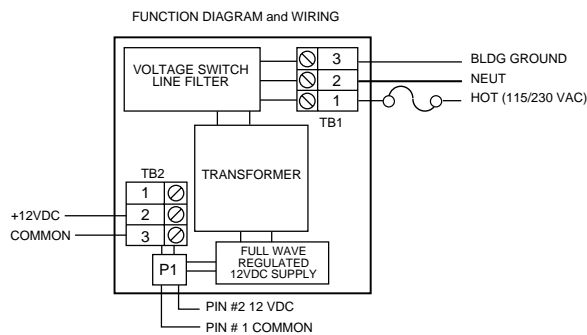 FUNCTION DIAGRAM and WIRING
VOLTAGE SWITCH
LINE FILTER
3
2
1
TB1
BLDG GROUND
NEUT
HOT (115/230 VAC)
TRANSFORMER
TB2
1
2
3
+12VDC
COMMON
P1
FULL WAVE
REGULATED
12VDC SUPPLY
PIN #2 12 VDC
PIN # 1 COMMON